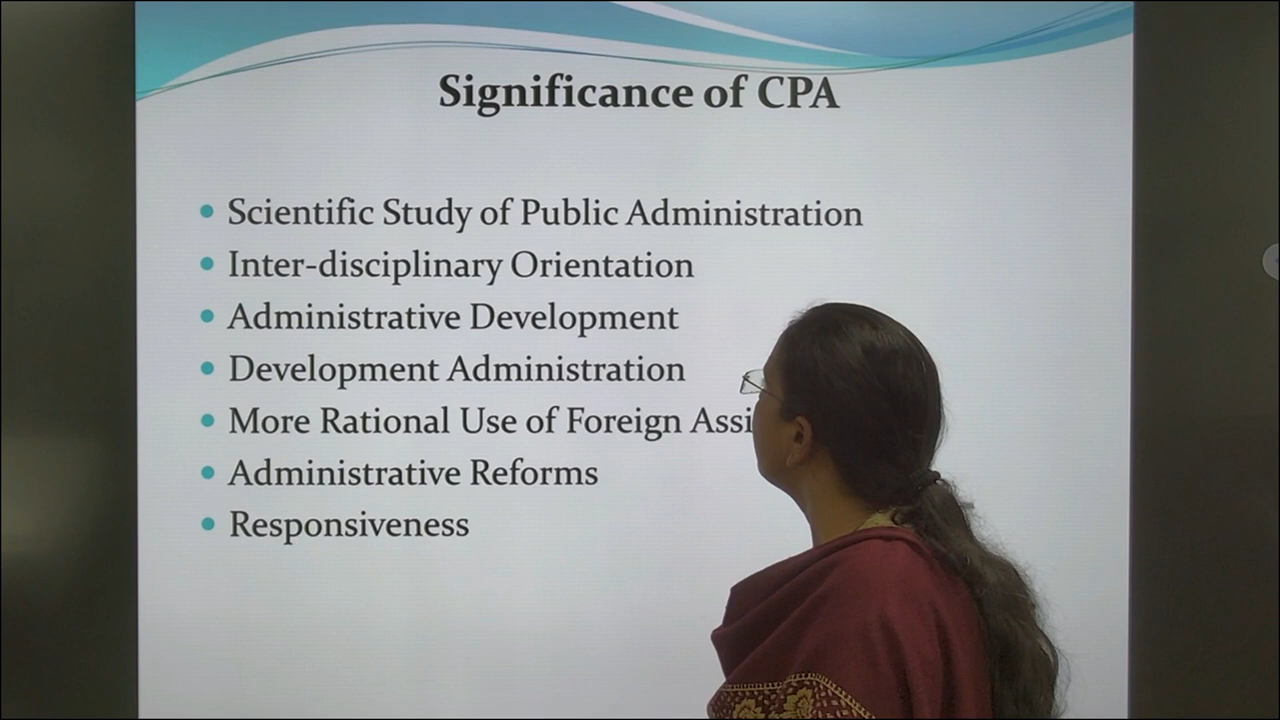 Significance of CPA
• Scientific Study of Public Administration
• Inter-disciplinary Orientation
• Administrative Development
• Development Administration
• More Rational Use of Foreign Assi
• Administrative Reforms
• Responsiveness